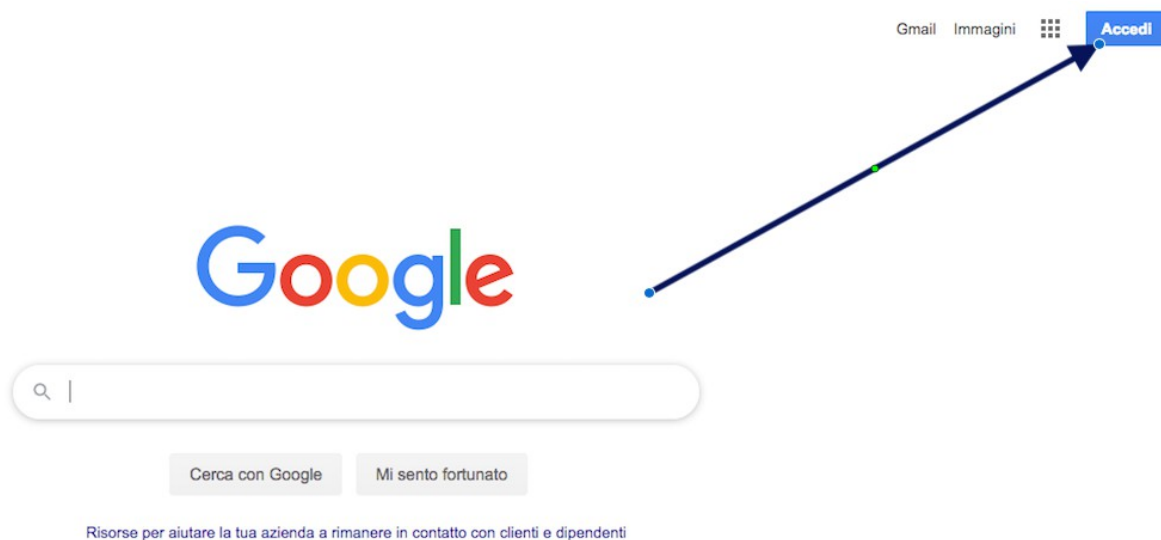 Gmail Immagini Accedi
Google
Cerca con Google Mi sento fortunato
Risorse per aiutare la tua azienda a rimanere in contatto con clienti e dipendenti